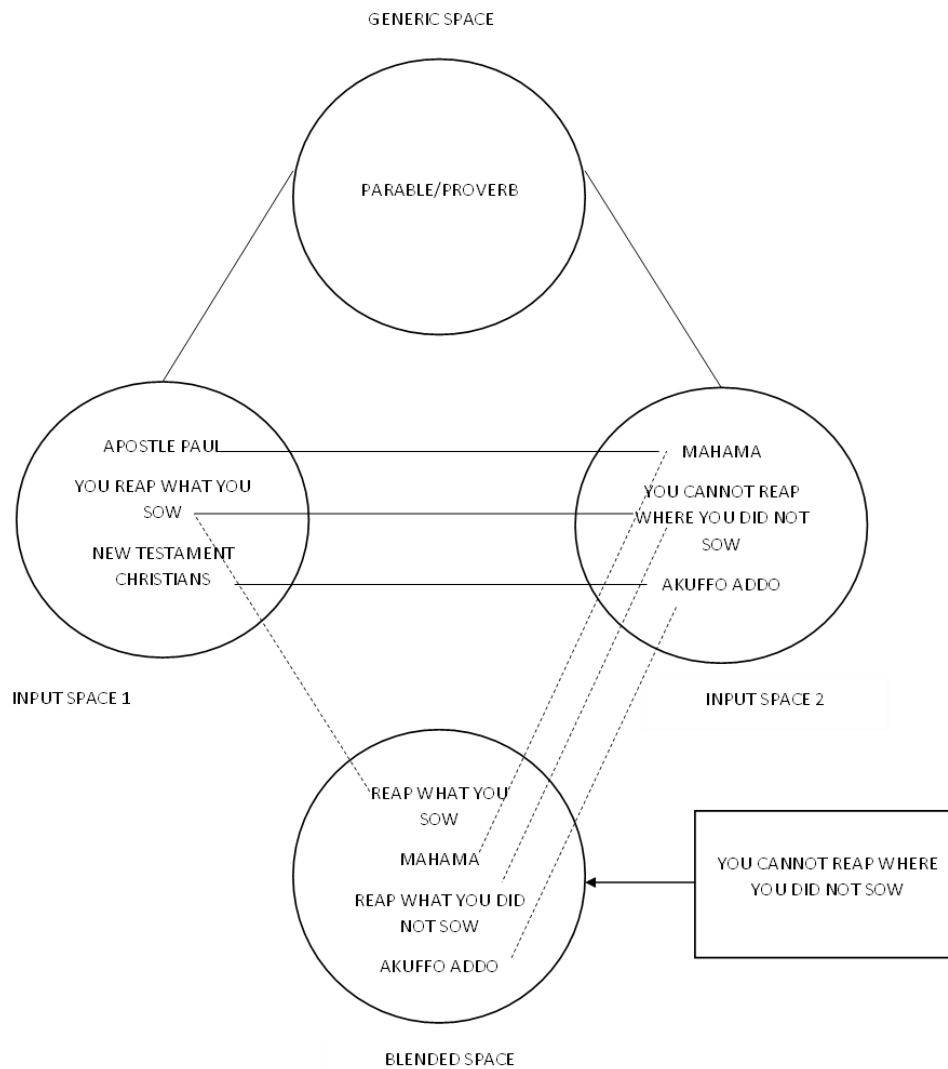 GENERIC SPACE
PARABLE/PROVERB
APOSTLE PAUL
YOU REAP WHAT YOU
SOW
NEW TESTAMENT
CHRISTIANS
INPUT SPACE 1
MAHAMA
YOU CANNOT REAP
WHERE YOU DID NOT
SOW
AKUFFO ADDO
INPUT SPACE 2
REAP WHAT YOU
SOW
MAHAMA
REAP WHAT YOU DID
NOT SOW
AKUFFO ADDO
BLENDED SPACE
YOU CANNOT REAP WHERE
YOU DID NOT SOW